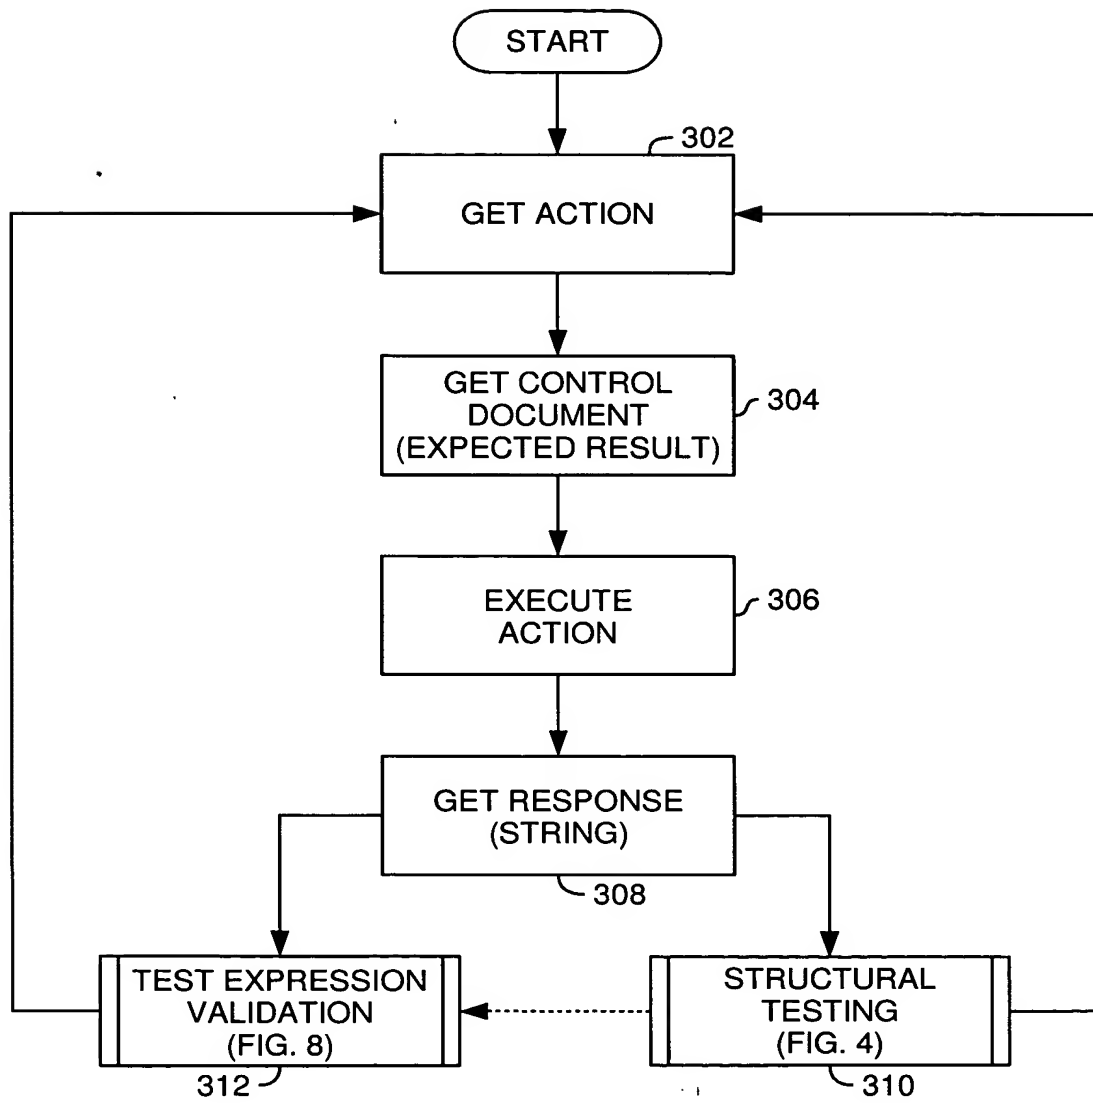 START
302
GET ACTION
GET CONTROL
DOCUMENT
(EXPECTED RESULT)
304
EXECUTE
ACTION
306
GET RESPONSE
(STRING)
308
TEST EXPRESSION
VALIDATION
(FIG. 8)
312
STRUCTURAL
TESTING
(FIG. 4)
310